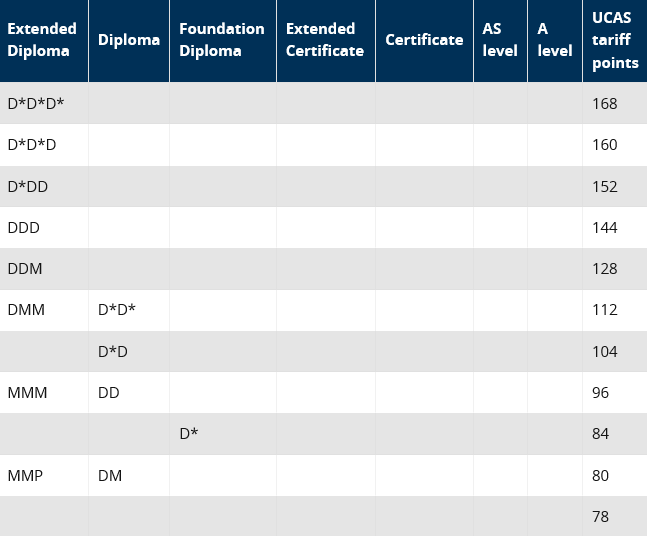 Extended Diploma Diploma Foundation Diploma Extended Certificate Certificate AS level A level UCAS tariff points
D*D*D* 168
D*D*D 160
D*DD 152
DDD 144
DDM 128
DMM D*D* 112
D*D 104
MMM DD 96
D* 84
MMP DM 80
78